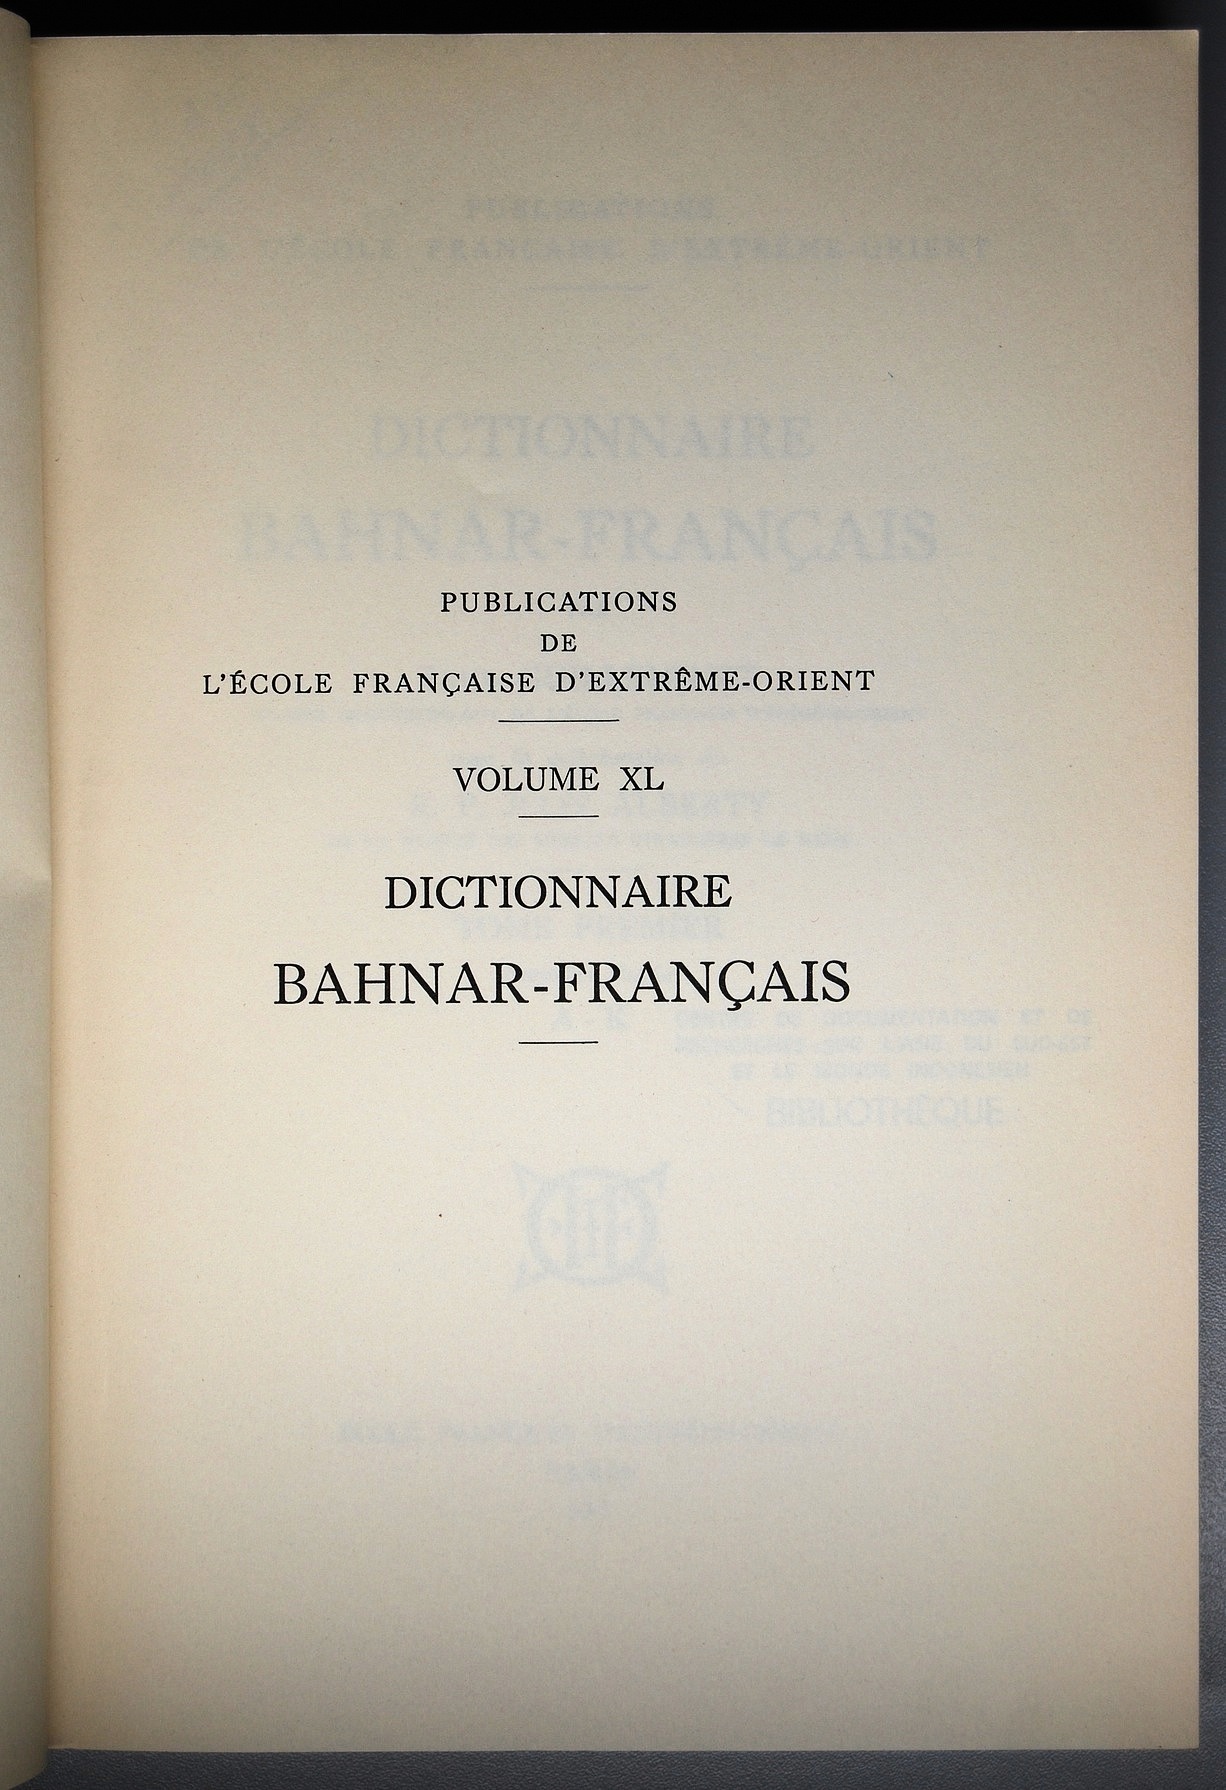 PUBLICATIONS
DE
L'ÉCOLE FRANÇAISE D'EXTRÊME-ORIENT
VOLUME XL
DICTIONNAIRE
BAHNAR-FRANÇAIS